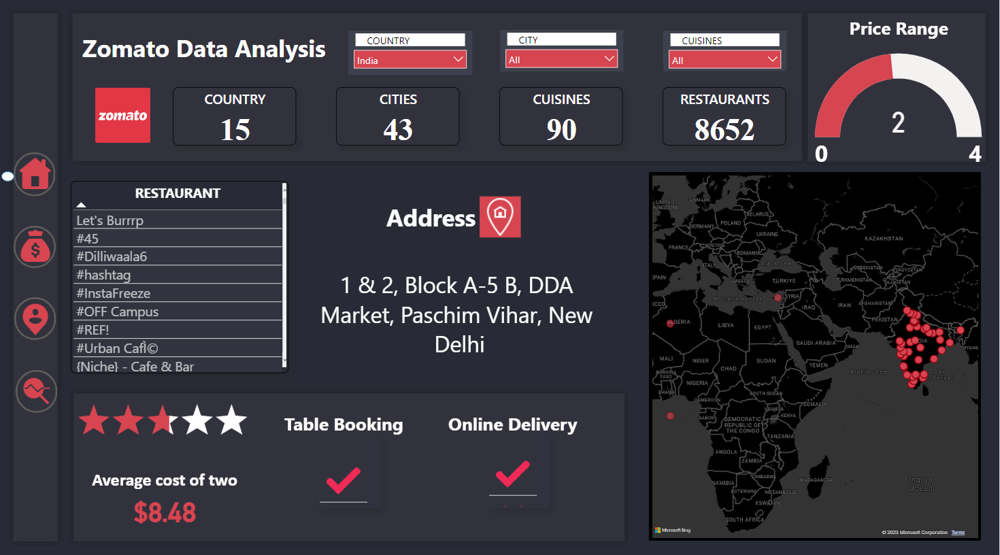 Zomato Data Analysis
COUNTRY
India
CITY
All
CUISINES
All
Price Range
2
0
4
zomato
COUNTRY
15
CITIES
43
CUISINES
90
RESTAURANTS
8652
RESTAURANT
Let's Burrrp
#45
#Dilliwaala6
#hashtag
#InstaFreeze
#OFF Campus
#REF!
#Urban CafÌ©
{Niche} - Cafe & Bar
Address
1 & 2, Block A-5 B, DDA
Market, Paschim Vihar, New
Delhi
Table Booking
Online Delivery
Average cost of two
$8.48
$
UNITED
KINGDOM
DENMARK
BELARUS
POLAND
GERMANY
UKRAINE
KAZAKHSTAN
FRANCE
AUSTRIA
ROMANIA
Black Sea
ITALY
UZBEKISTAN
KYRGYZSTAN
SPAIN
GREECE
TÜRKIYE
TURKMENISTAN
TAJIKISTAN
Mediterranean Sea
SYRIA
IRAQ
IRAN
AFGHANISTAN
PAKISTAN
ALGERIA
LIBYA
EGYPT
SAUDI ARABIA
OMAN
MALI
NIGER
CHAD
SUDAN
YEMEN
Arabian Sea
BURKINA
FASO
NIGERIA
GHANA
CAMEROON
SOUTH SUDAN
SOMALIA
GABON
UGANDA
KENYA
DEMOCRATIC
REPUBLIC OF
THE CONGO
TANZANIA
ANGOLA
ZAMBIA
ZIMBABWE
MADAGASCAR
NAMIBIA
BOTSWANA
MOZAMBIQUE
ESWATINI
SOUTH AFRICA
Indian
Ocean
Microsoft Bing
© 2023 Microsoft Corporation Terms